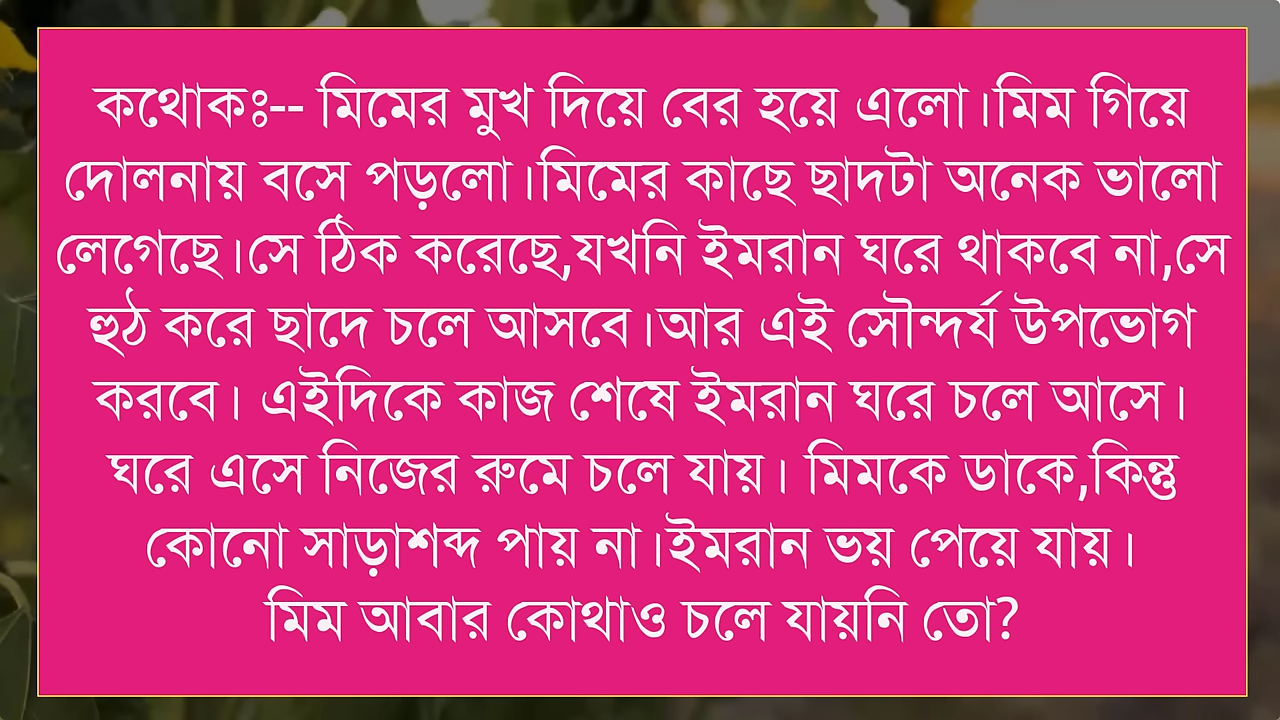 কথোকঃ-- মিমের মুখ দিয়ে বের হয়ে এলো।মিম গিয়ে
দোলনায় বসে পড়লো।মিমের কাছে ছাদটা অনেক ভালো
লেগেছে।সে ঠিক করেছে,যখনি ইমরান ঘরে থাকবে না,সে
হুঠ করে ছাদে চলে আসবে।আর এই সৌন্দর্য উপভোগ
করবে। এইদিকে কাজ শেষে ইমরান ঘরে চলে আসে।
ঘরে এসে নিজের রুমে চলে যায়। মিমকে ডাকে,কিন্তু
কোনো সাড়াশব্দ পায় না।ইমরান ভয় পেয়ে যায়।
মিম আবার কোথাও চলে যায়নি তো?